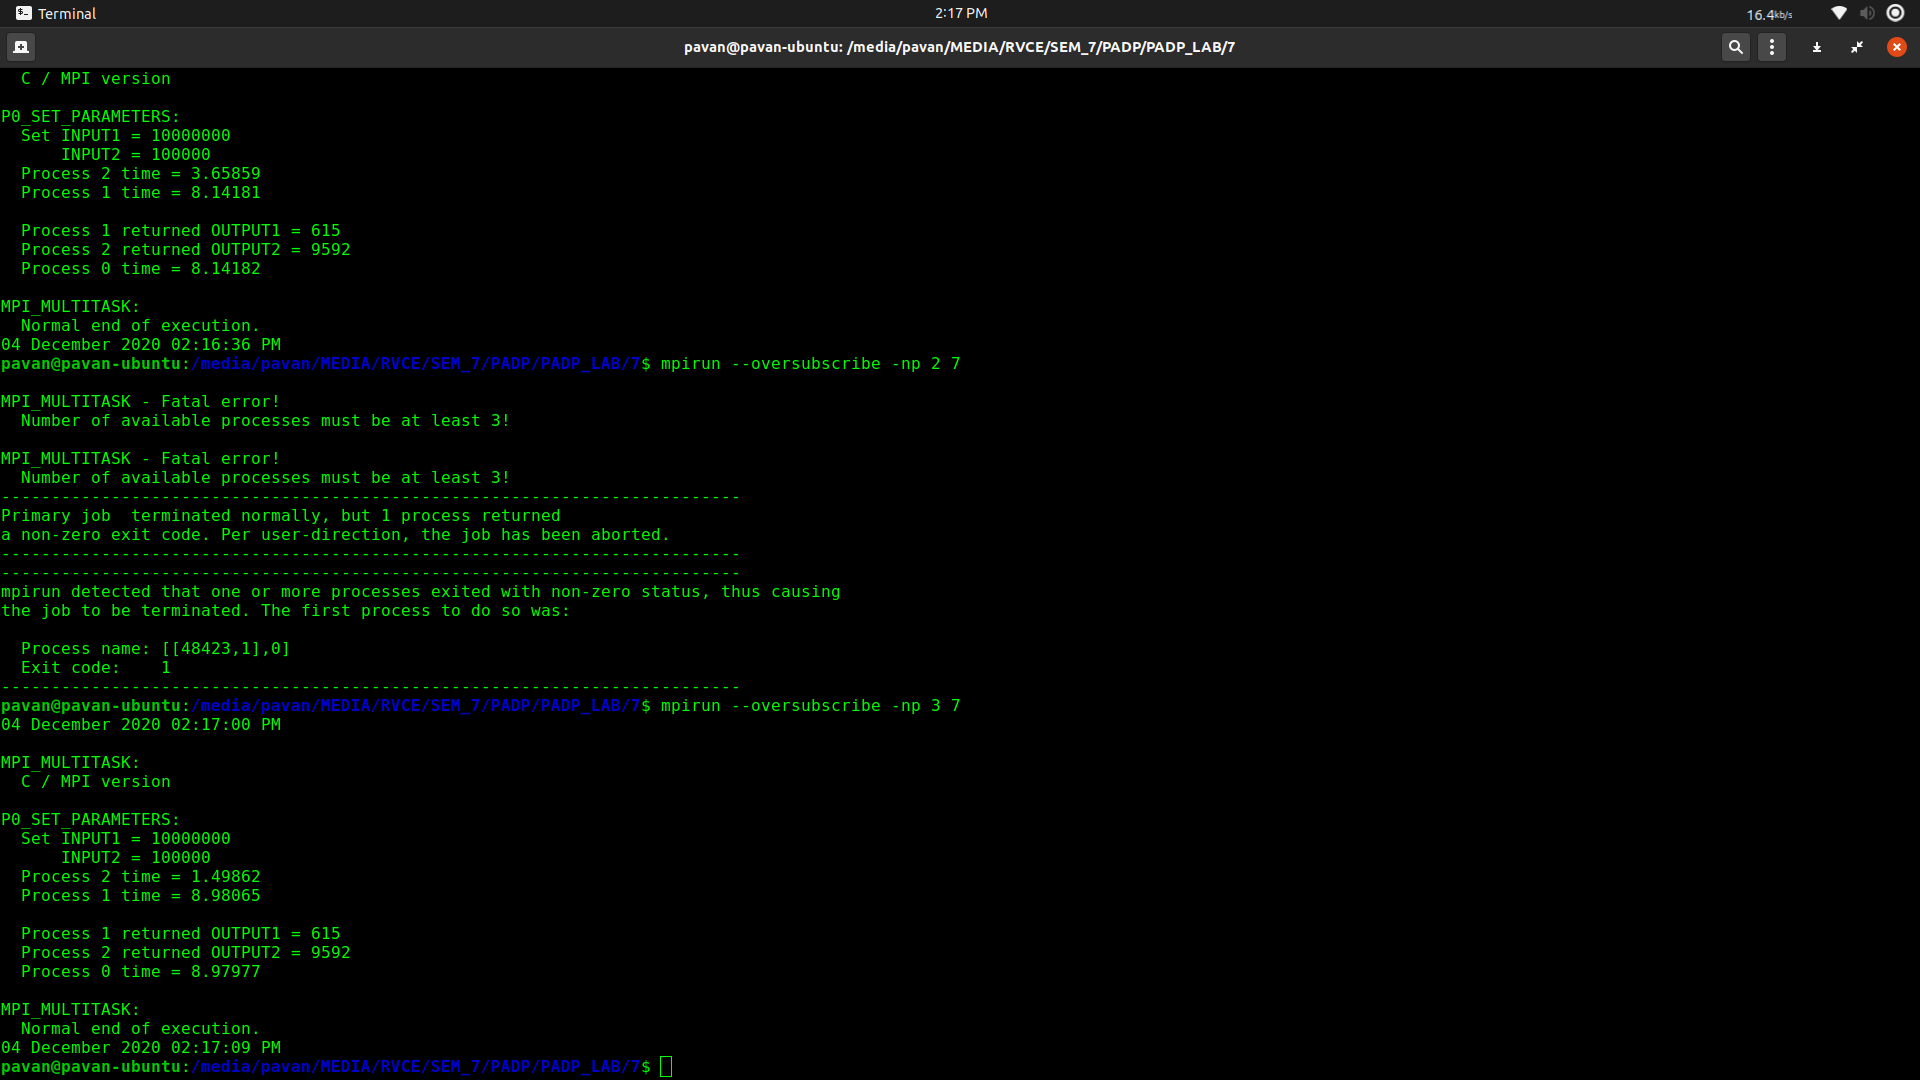 Terminal
2:17 PM
16.4kb/s
pavan@pavan-ubuntu: /media/pavan/MEDIA/RVCE/SEM_7/PADP/PADP_LAB/7
C / MPI version
P0_SET_PARAMETERS:
Set INPUT1 = 10000000
INPUT2 = 100000
Process 2 time = 3.65859
Process 1 time = 8.14181
Process 1 returned OUTPUT1 = 615
Process 2 returned OUTPUT2 = 9592
Process 0 time = 8.14182
MPI_MULTITASK:
Normal end of execution.
04 December 2020 02:16:36 PM
pavan@pavan-ubuntu:/media/pavan/MEDIA/RVCE/SEM_7/PADP/PADP_LAB/7$ mpirun --oversubscribe -np 2 7
MPI_MULTITASK - Fatal error!
Number of available processes must be at least 3!
MPI_MULTITASK - Fatal error!
Number of available processes must be at least 3!
--------------------------------------------------------------------------
Primary job  terminated normally, but 1 process returned
a non-zero exit code. Per user-direction, the job has been aborted.
--------------------------------------------------------------------------
--------------------------------------------------------------------------
mpirun detected that one or more processes exited with non-zero status, thus causing
the job to be terminated. The first process to do so was:
Process name: [[48423,1],0]
Exit code:    1
--------------------------------------------------------------------------
pavan@pavan-ubuntu:/media/pavan/MEDIA/RVCE/SEM_7/PADP/PADP_LAB/7$ mpirun --oversubscribe -np 3 7
04 December 2020 02:17:00 PM
MPI_MULTITASK:
C / MPI version
P0_SET_PARAMETERS:
Set INPUT1 = 10000000
INPUT2 = 100000
Process 2 time = 1.49862
Process 1 time = 8.98065
Process 1 returned OUTPUT1 = 615
Process 2 returned OUTPUT2 = 9592
Process 0 time = 8.97977
MPI_MULTITASK:
Normal end of execution.
04 December 2020 02:17:09 PM
pavan@pavan-ubuntu:/media/pavan/MEDIA/RVCE/SEM_7/PADP/PADP_LAB/7$